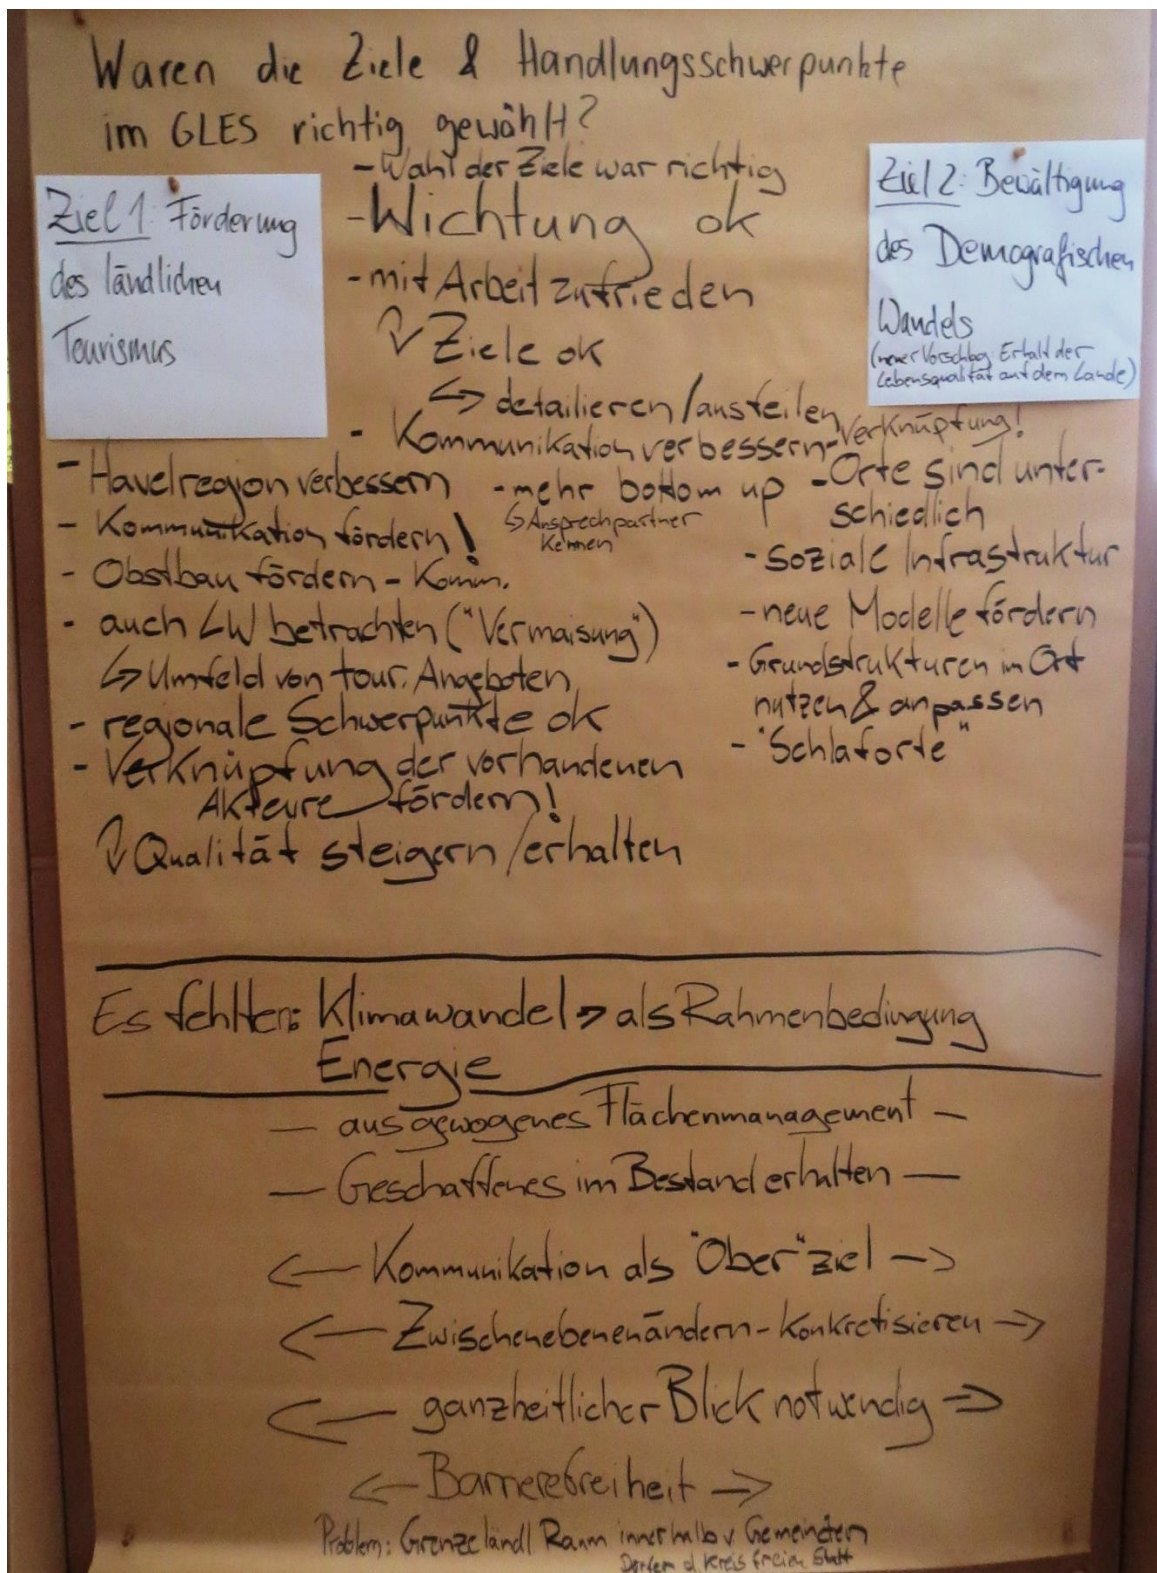 Waren die Ziele & Handlungsschwerpunkte
im GLES richtig gewählt?
Ziel 1: Förderung
des ländlichen
Tourismus
- Wahl der Ziele war richtig
- Wichtung ok
- mit Arbeit zufrieden
Ziele ok
↪ detailieren/aufteilen
- Kommunikation verbessern - Verknüpfung!
- mehr bottom up
↳ Ansprechpartner
kennen
Ziel 2: Bewältigung
des Demografischen
Wandels
(neuer Vorschlag Erhalt der
Lebensqualität auf dem Lande)
- Havelregion verbessern
- Kommunikation fördern!
- Obstbau fördern - Komm.
- auch LW betrachten ("Vermaisung")
↳ Umfeld von tour. Angeboten
- regionale Schwerpunkte ok
- Verknüpfung der vorhandenen
Akteure fördern!
Qualität steigern/erhalten
- Orte sind unter-
schiedlich
- soziale Infrastruktur
- neue Modelle fördern
- Grundstrukturen im Ort
nutzen & anpassen
- "Schlaforte"
Es fehlten: Klimawandel → als Rahmenbedingung
Energie
— ausgewogenes Flächenmanagement —
— Geschaffenes im Bestand erhalten —
← Kommunikation als "Ober"ziel →
← Zwischenebenen ändern - Konkretisieren →
← ganzheitlicher Blick notwendig →
← Barrierefreiheit →
Problem: Grenze ländl Raum innerhalb v Gemeinden
d kreisfreien Stadt